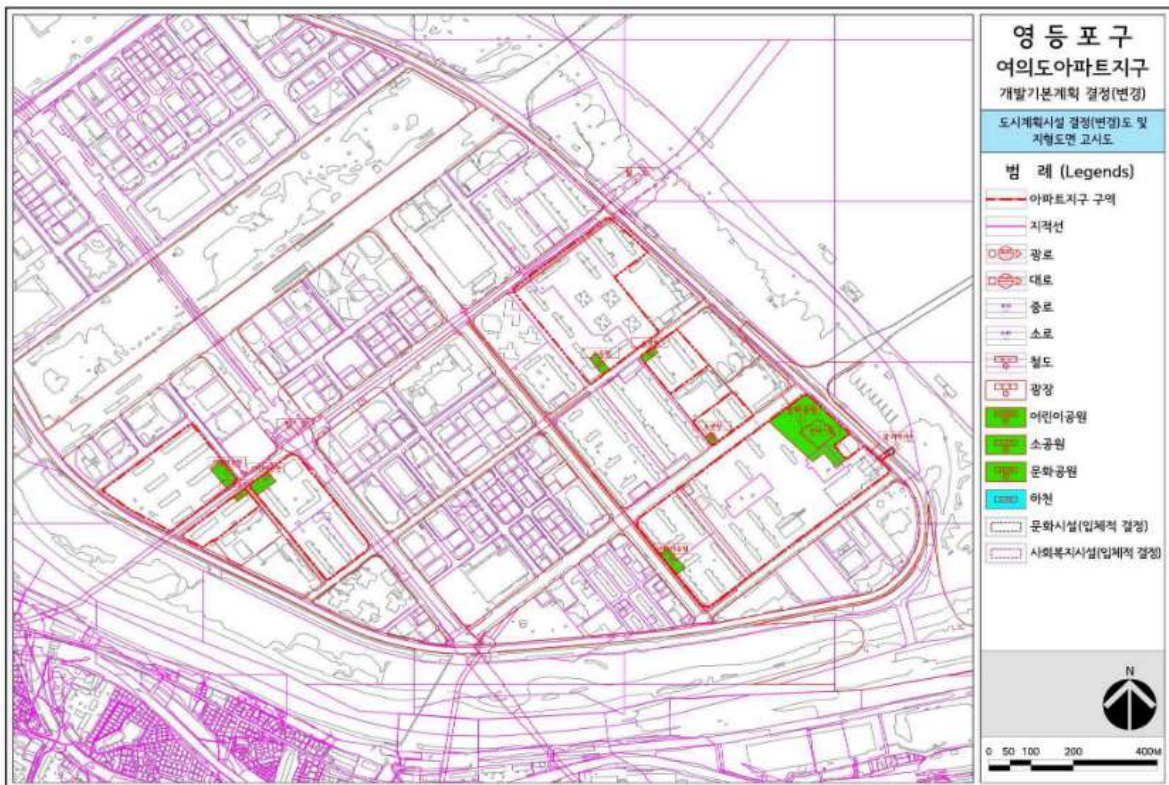 영 등 포 구
여의도아파트지구
개발기본계획 결정(변경)
도시계획시설 결정(변경)도 및
지형도면 고시도
범 례 (Legends)
아파트지구 구역
지적선
광로
대로
중로
소로
철도
광장
어린이공원
소공원
문화공원
하천
문화시설(입체적 결정)
사회복지시설(입체적 결정)
N
0 50 100 200 400M